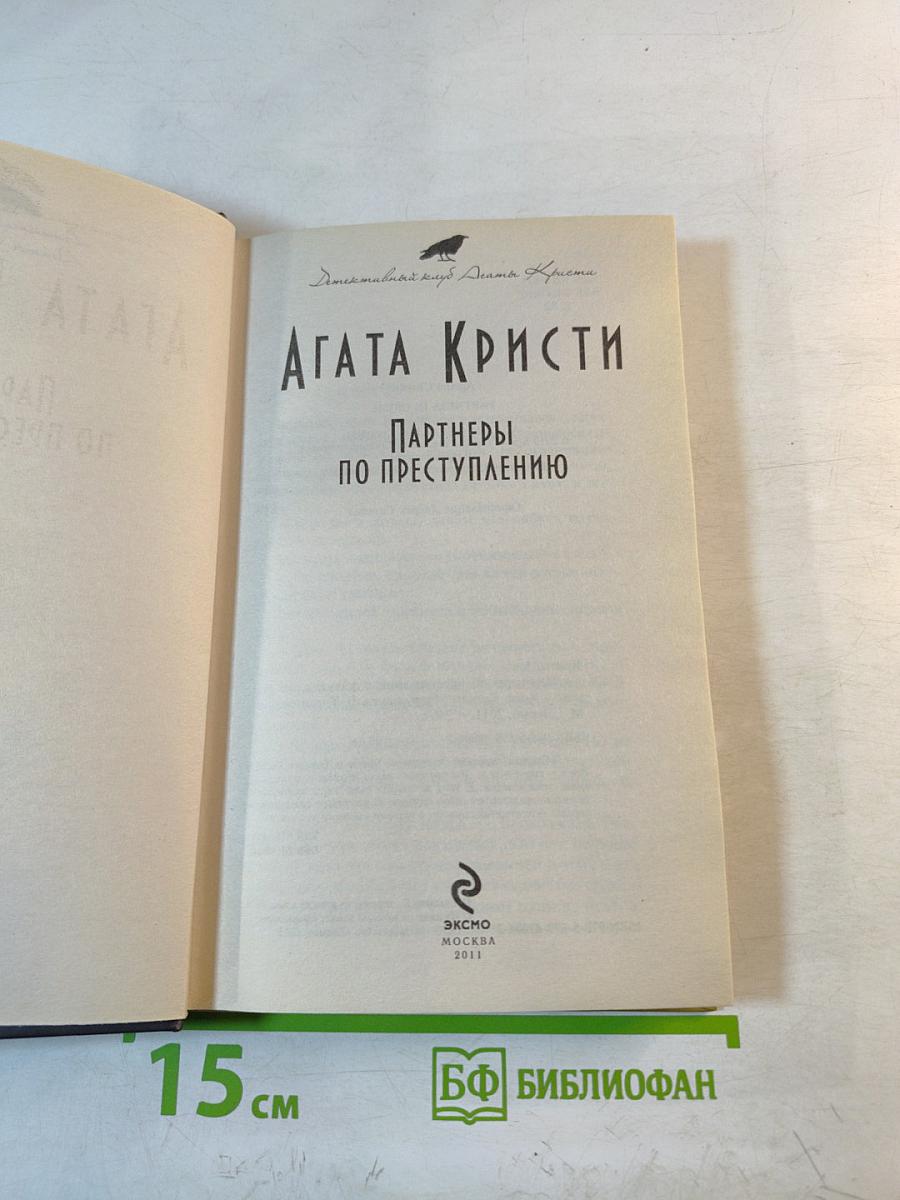 Детективный клуб Агаты Кристи
Агата Кристи
Партнеры
по преступлению
эксмо
Москва
2011
15 см
БФ БИБЛИОФАН